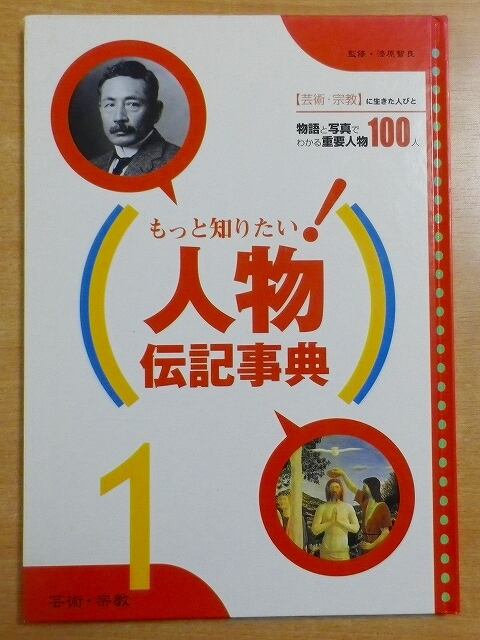 監修・漆原智良
【芸術・宗教】に生きた人びと
物語と写真で
わかる重要人物100人
もっと知りたい!
人物
伝記事典
1
芸術・宗教